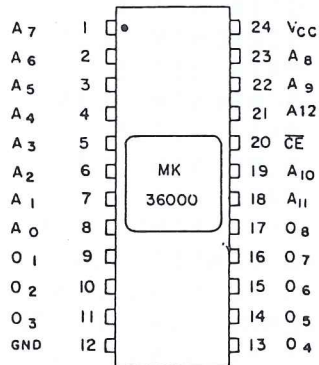 A7 1 24 VCC
A6 2 23 A8
A5 3 22 A9
A4 4 21 A12
A3 5 20 CE
A2 6 MK 19 A10
A1 7 36000 18 A11
A0 8 17 O8
O1 9 16 O7
O2 10 15 O6
O3 11 14 O5
GND 12 13 O4